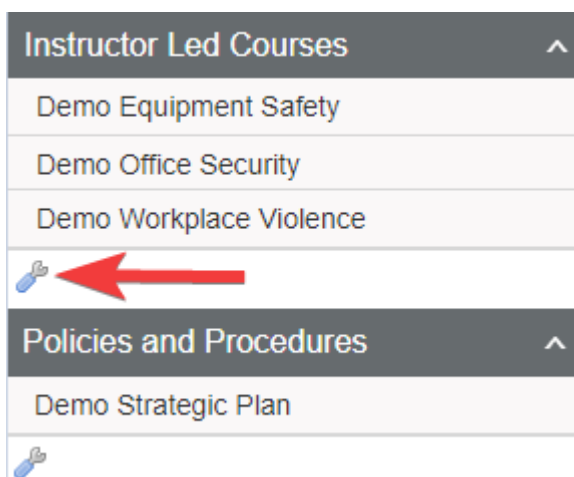 Instructor Led Courses
Demo Equipment Safety
Demo Office Security
Demo Workplace Violence
Policies and Procedures
Demo Strategic Plan